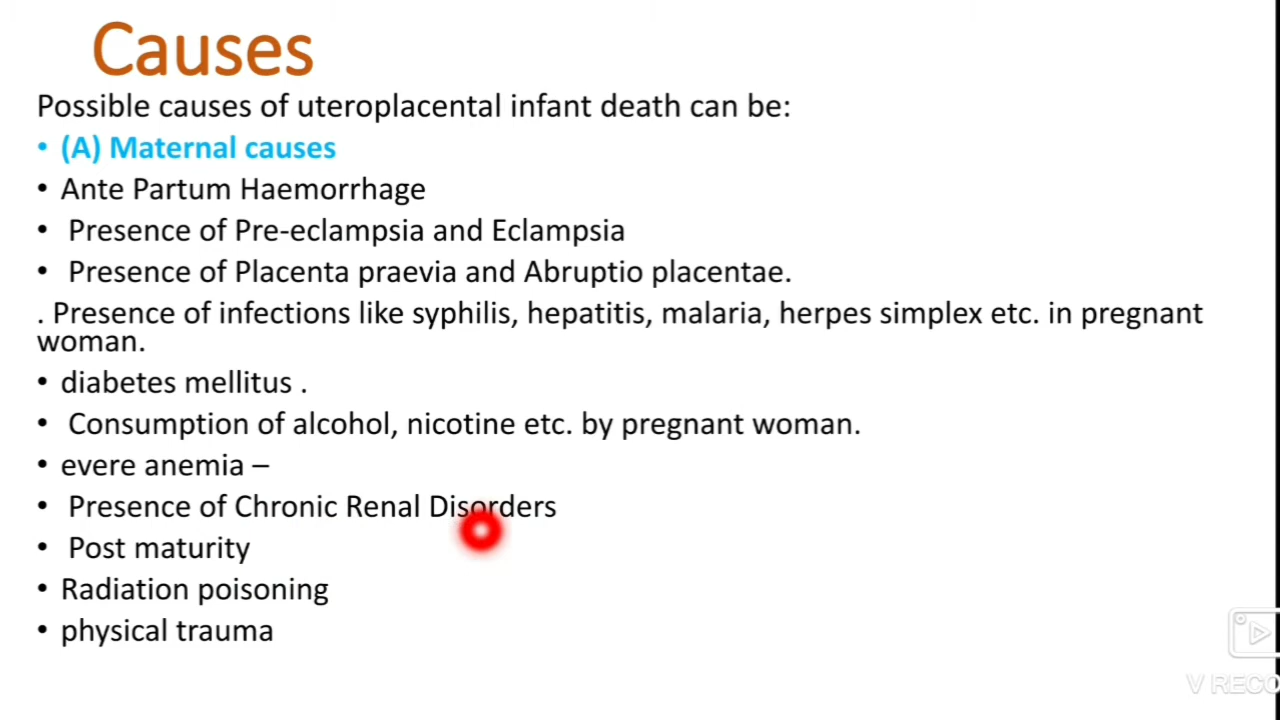 Causes
Possible causes of uteroplacental infant death can be:
• (A) Maternal causes
• Ante Partum Haemorrhage
• Presence of Pre-eclampsia and Eclampsia
• Presence of Placenta praevia and Abruptio placentae.
. Presence of infections like syphilis, hepatitis, malaria, herpes simplex etc. in pregnant
woman.
• diabetes mellitus .
• Consumption of alcohol, nicotine etc. by pregnant woman.
• evere anemia –
• Presence of Chronic Renal Disorders
• Post maturity
• Radiation poisoning
• physical trauma
V RECO